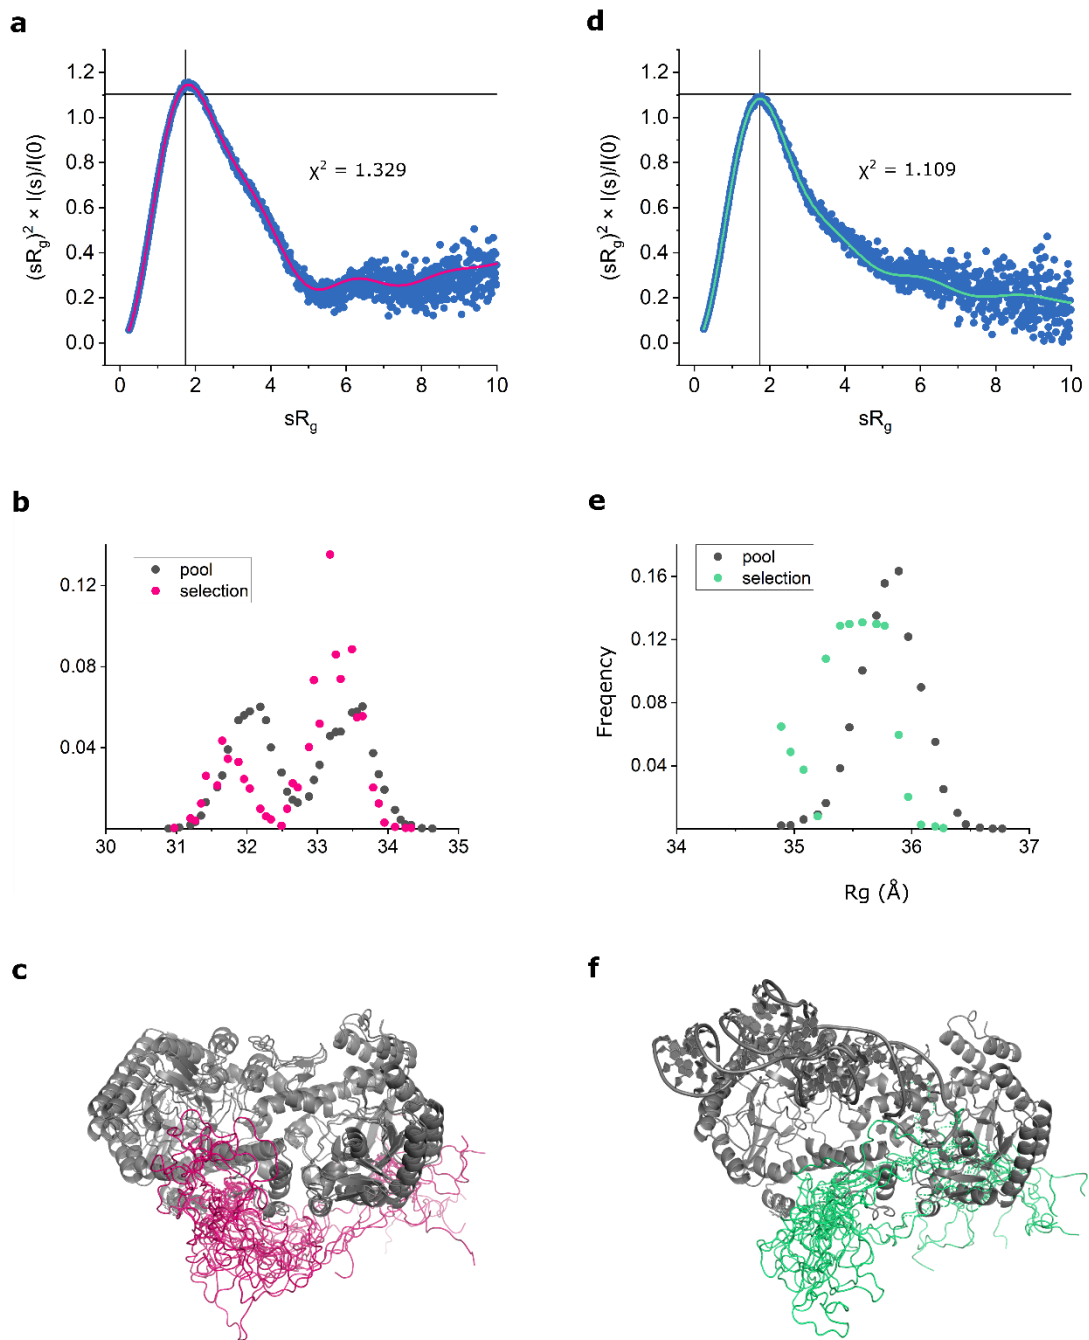 a
(sRg)² × I(s)/I(0)
1.2
1.0
0.8
0.6
0.4
0.2
0.0
χ² = 1.329
0 2 4 6 8 10
sRg
d
(sRg)² × I(s)/I(0)
1.2
1.0
0.8
0.6
0.4
0.2
0.0
χ² = 1.109
0 2 4 6 8 10
sRg
b
pool
selection
0.12
0.08
0.04
30 31 32 33 34 35
e
pool
selection
Freqency
0.16
0.12
0.08
0.04
34 35 36 37
Rg (Å)
c
f